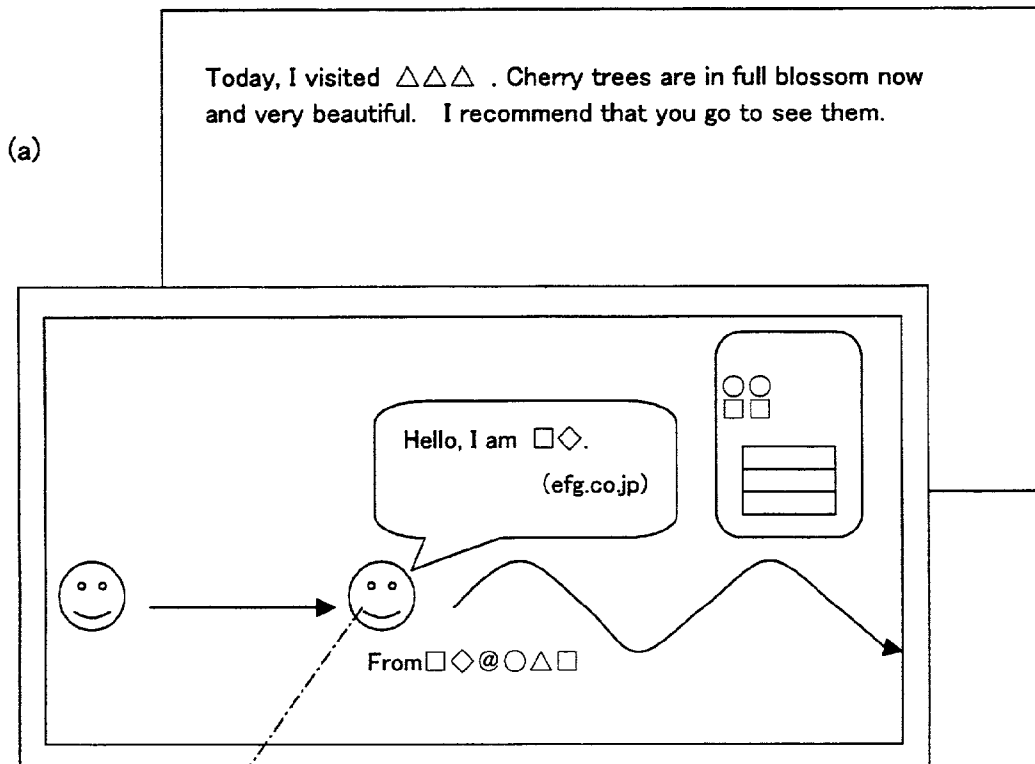 Today, I visited △△△ . Cherry trees are in full blossom now
and very beautiful. I recommend that you go to see them.
(a)
○○
□□
Hello, I am □◇.
(efg.co.jp)
From□◇@○△□